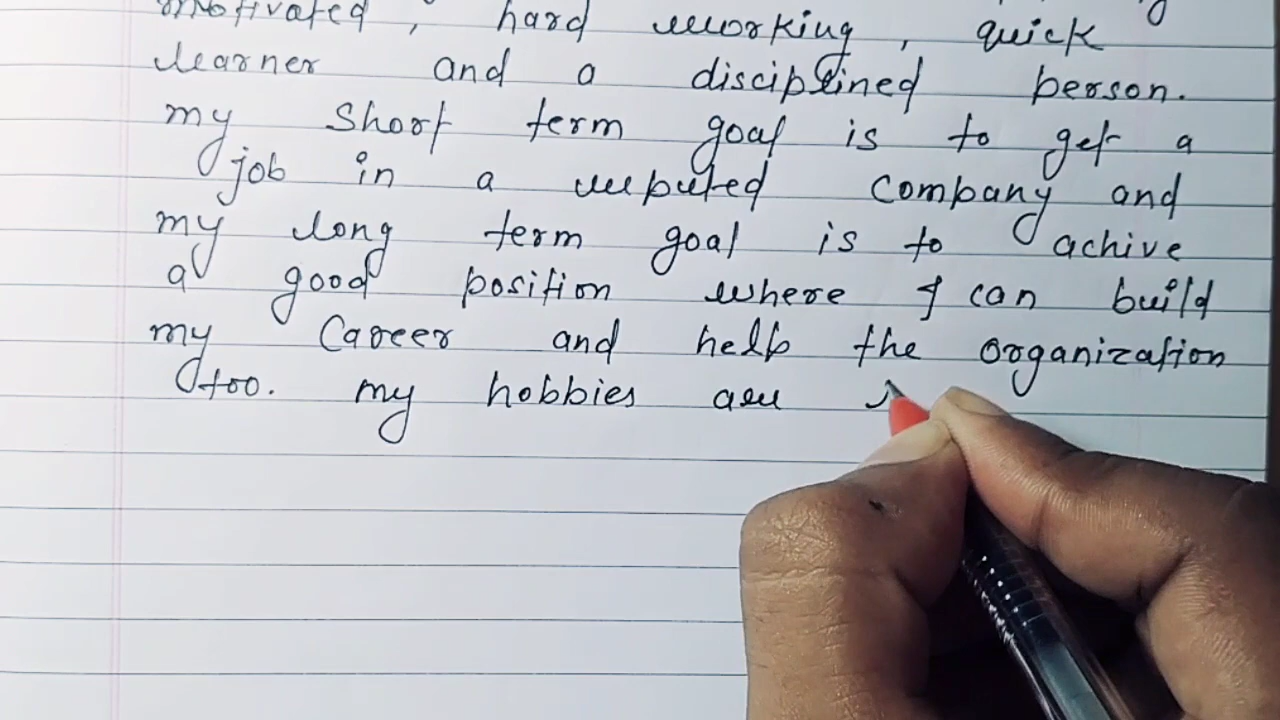 motivated, hard working, quick
learner and a disciplined person.
my short term goal is to get a
job in a reputed company and
my long term goal is to achive
a good position where I can build
my Career and help the organization
too. my hobbies are